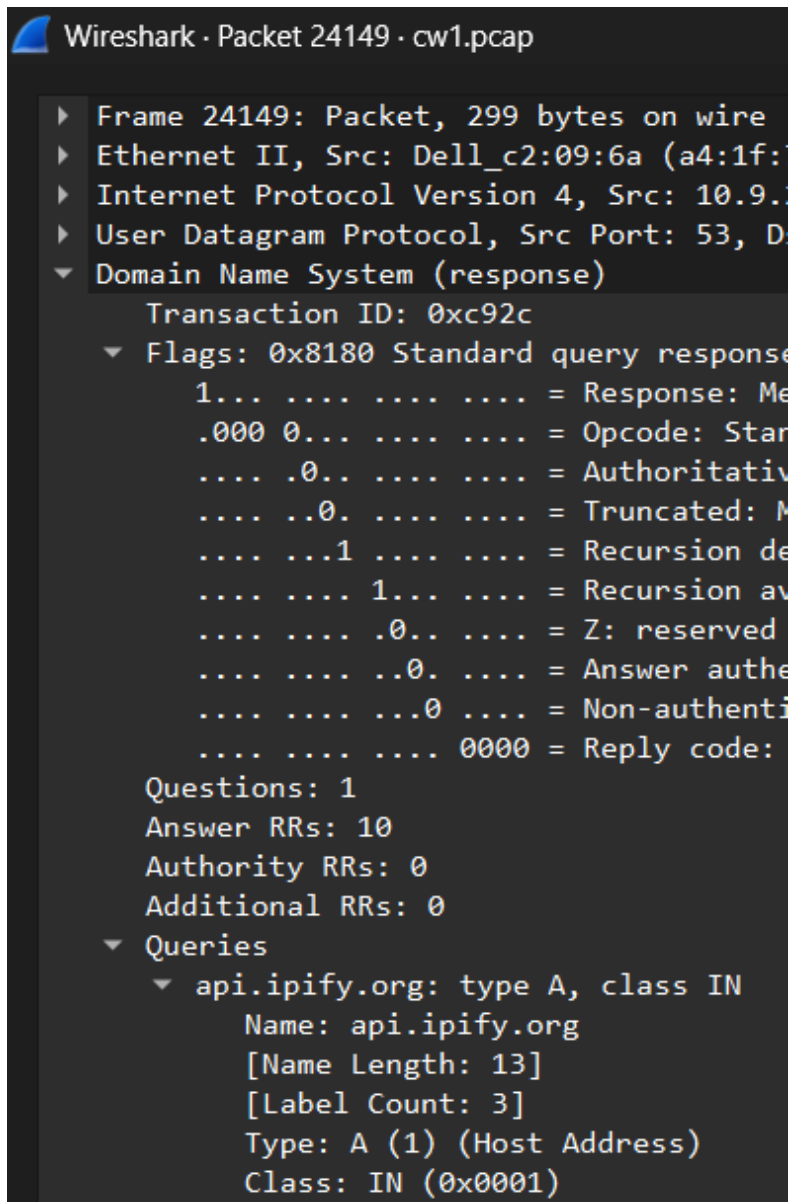 Wireshark · Packet 24149 · cw1.pcap
Frame 24149: Packet, 299 bytes on wire
Ethernet II, Src: Dell_c2:09:6a (a4:1f:
Internet Protocol Version 4, Src: 10.9.
User Datagram Protocol, Src Port: 53, D
Domain Name System (response)
Transaction ID: 0xc92c
Flags: 0x8180 Standard query response
1... .... .... .... = Response: Me
.000 0... .... .... = Opcode: Stan
.... .0.. .... .... = Authoritativ
.... ..0. .... .... = Truncated: M
.... ...1 .... .... = Recursion de
.... .... 1... .... = Recursion av
.... .... .0.. .... = Z: reserved
.... .... ..0. .... = Answer authe
.... .... ...0 .... = Non-authenti
.... .... .... 0000 = Reply code:
Questions: 1
Answer RRs: 10
Authority RRs: 0
Additional RRs: 0
Queries
api.ipify.org: type A, class IN
Name: api.ipify.org
[Name Length: 13]
[Label Count: 3]
Type: A (1) (Host Address)
Class: IN (0x0001)